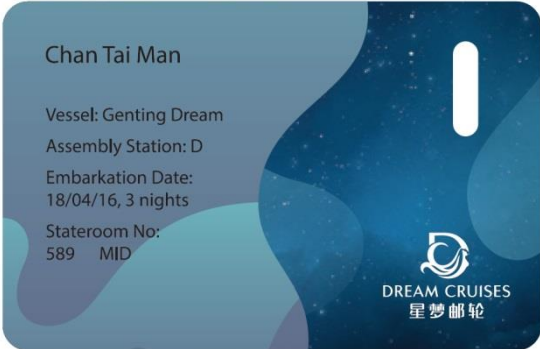 Chan Tai Man
Vessel: Genting Dream
Assembly Station: D
Embarkation Date:
18/04/16, 3 nights
Stateroom No:
589 MID
DREAM CRUISES
星梦邮轮